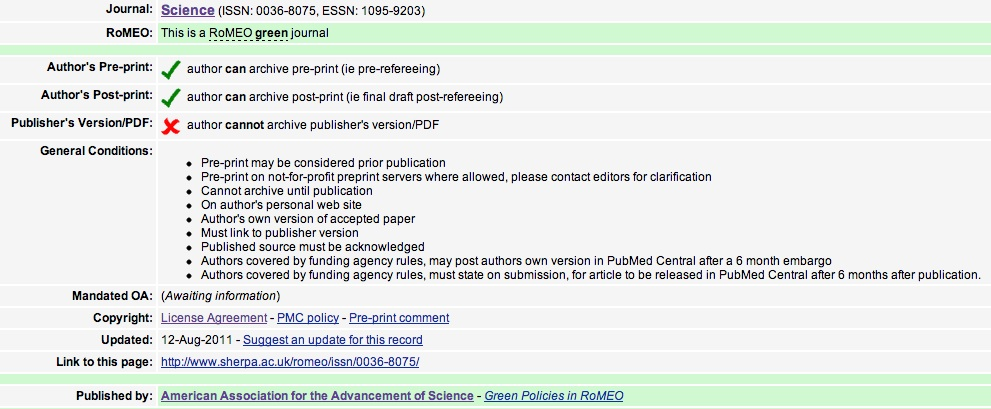 Journal: Science (ISSN: 0036-8075, ESSN: 1095-9203)
RoMEO: This is a RoMEO green journal
Author's Pre-print: author can archive pre-print (ie pre-refereeing)
Author's Post-print: author can archive post-print (ie final draft post-refereeing)
Publisher's Version/PDF: author cannot archive publisher's version/PDF
General Conditions:
• Pre-print may be considered prior publication
• Pre-print on not-for-profit preprint servers where allowed, please contact editors for clarification
• Cannot archive until publication
• On author's personal web site
• Author's own version of accepted paper
• Must link to publisher version
• Published source must be acknowledged
• Authors covered by funding agency rules, may post authors own version in PubMed Central after a 6 month embargo
• Authors covered by funding agency rules, must state on submission, for article to be released in PubMed Central after 6 months after publication.
Mandated OA: (Awaiting information)
Copyright: License Agreement - PMC policy - Pre-print comment
Updated: 12-Aug-2011 - Suggest an update for this record
Link to this page: http://www.sherpa.ac.uk/romeo/issn/0036-8075/
Published by: American Association for the Advancement of Science - Green Policies in RoMEO